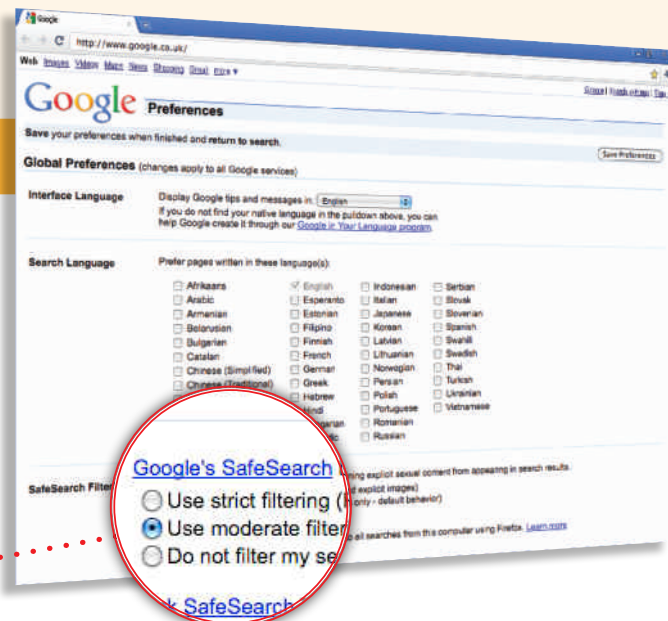 Google
http://www.google.co.uk/
Web Images Videos Maps News Shopping Gmail more ▼
Google Preferences
Save your preferences when finished and return to search.
Save Preferences
Global Preferences (changes apply to all Google services)
Interface Language
Display Google tips and messages in: English
If you do not find your native language in the pulldown above, you can
help Google create it through our Google in Your Language program.
Search Language
Prefer pages written in these language(s):
Afrikaans English Indonesian Serbian
Arabic Esperanto Italian Slovak
Armenian Estonian Japanese Slovenian
Belarusian Filipino Korean Spanish
Bulgarian Finnish Latvian Swahili
Catalan French Lithuanian Swedish
Chinese (Simplified) German Norwegian Thai
Chinese (Traditional) Greek Persian Turkish
Hebrew Polish Ukrainian
Hindi Portuguese Vietnamese
garian Romanian
Russian
SafeSearch Filter
Google's SafeSearch
ning explicit sexual content from appearing in search results.
Use strict filtering (
d explicit images)
Use moderate filter
only - default behavior)
Do not filter my se
all searches from this computer using Firefox. Learn more
k SafeSearch